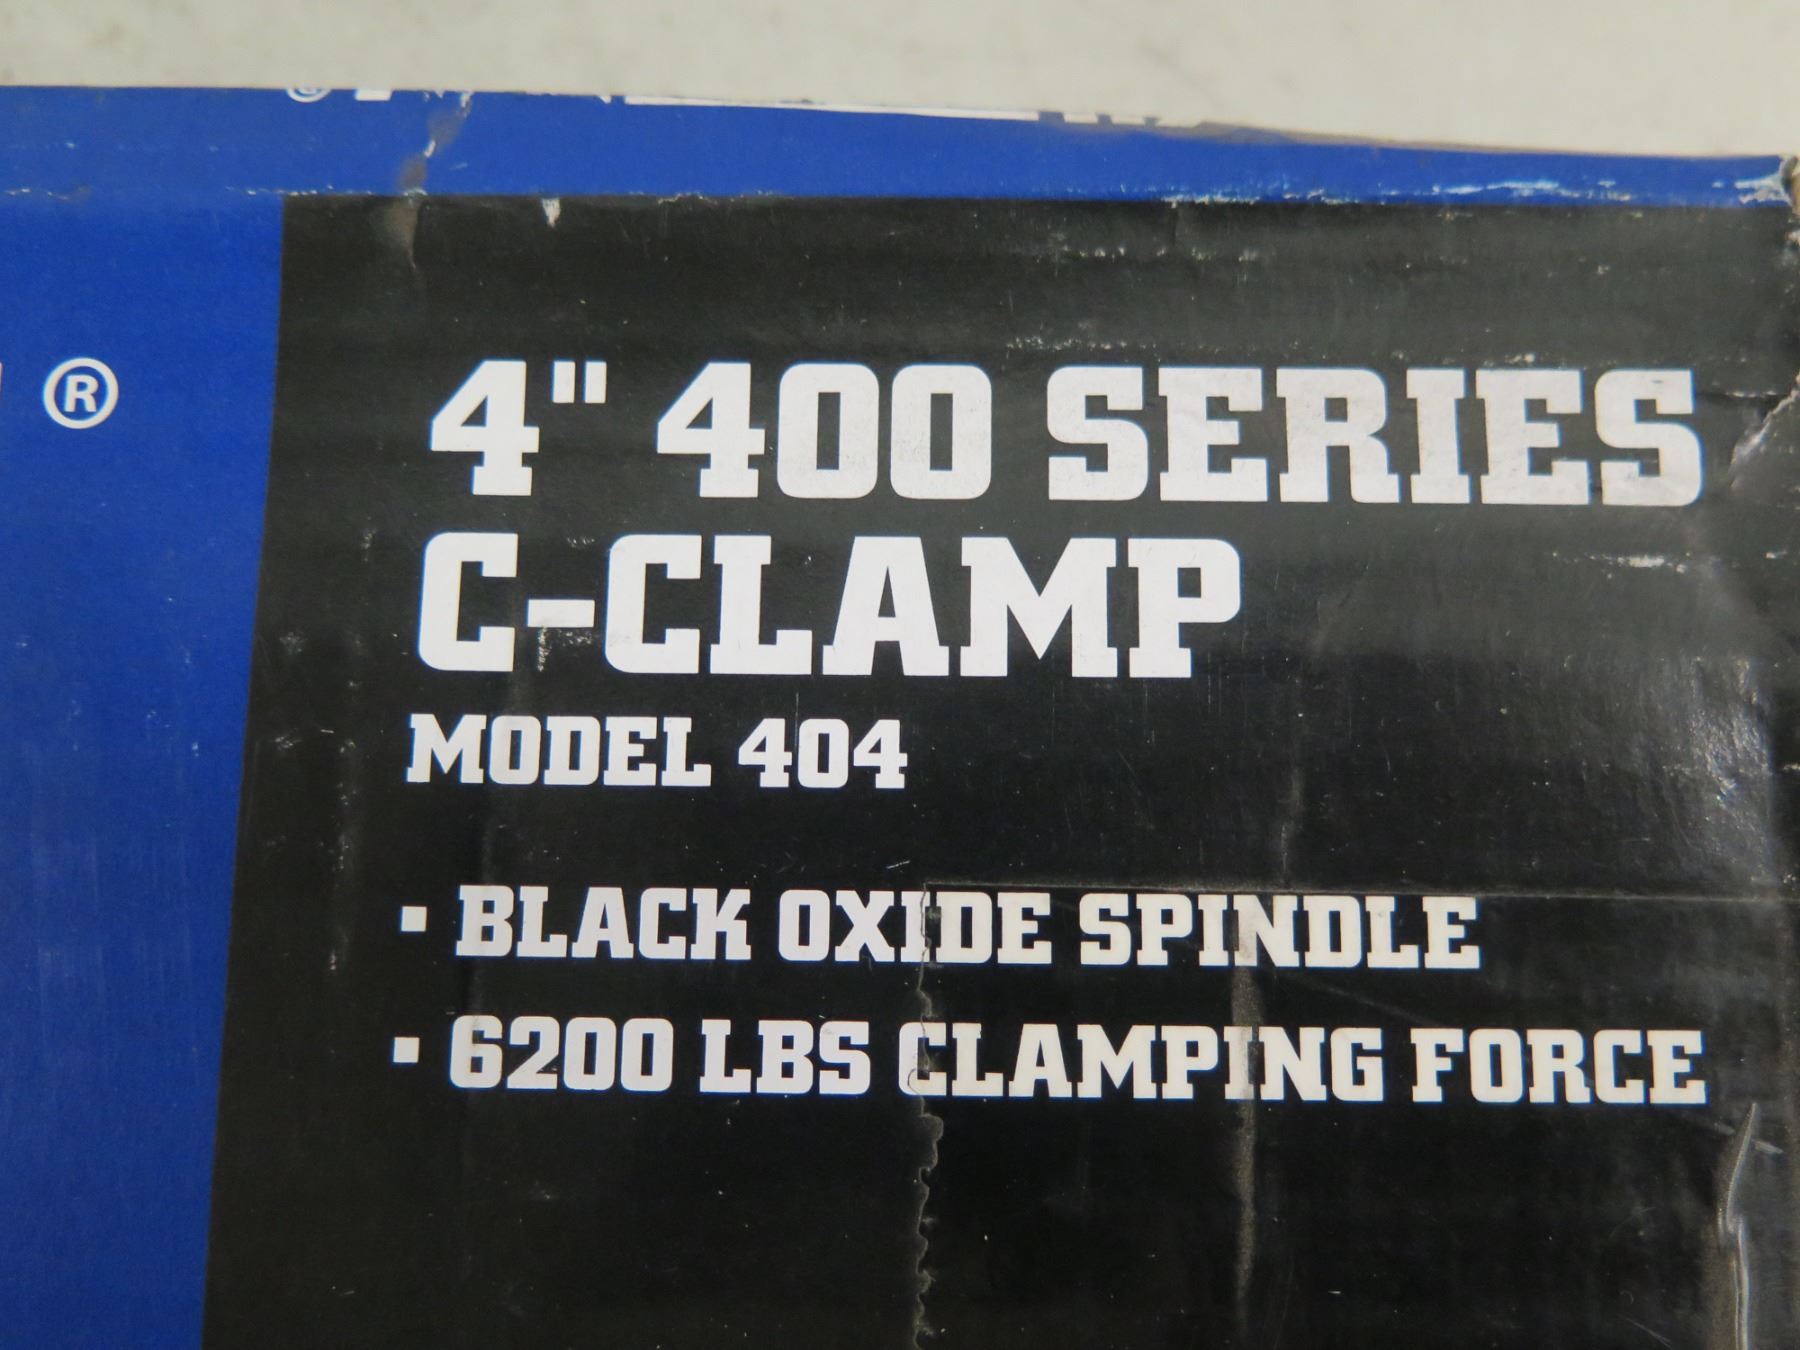 ®
4" 400 SERIES
C-CLAMP
MODEL 404
▪ BLACK OXIDE SPINDLE
▪ 6200 LBS CLAMPING FORCE